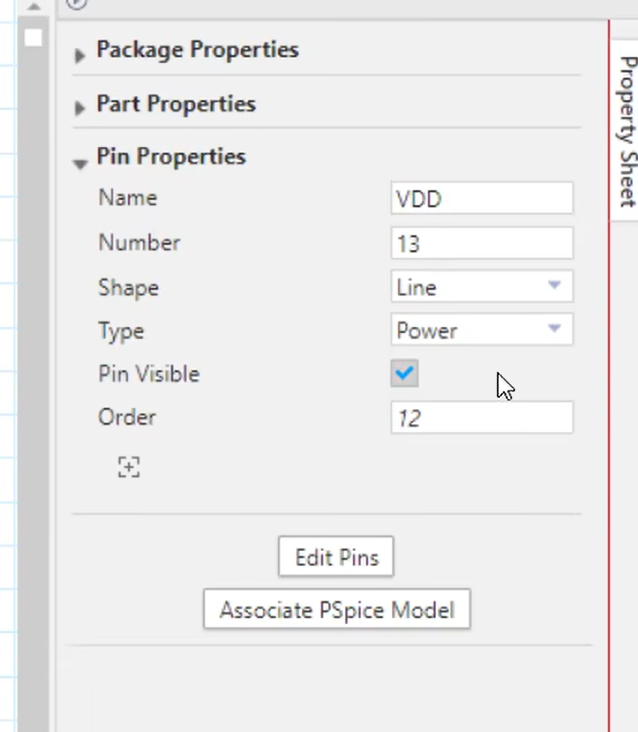 Package Properties
Part Properties
Pin Properties
Name VDD
Number 13
Shape Line
Type Power
Pin Visible
Order 12
Edit Pins
Associate PSpice Model
Property Sheet